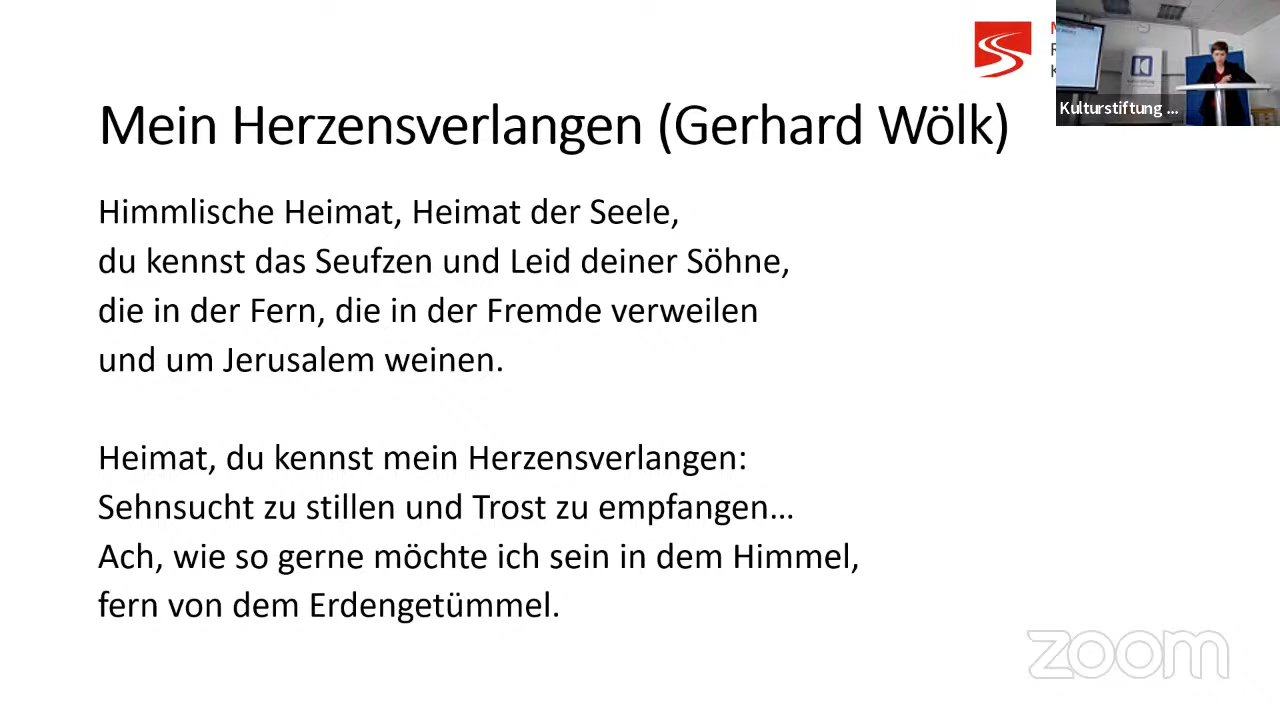 Mein Herzensverlangen (Gerhard Wölk)
Himmlische Heimat, Heimat der Seele,
du kennst das Seufzen und Leid deiner Söhne,
die in der Fern, die in der Fremde verweilen
und um Jerusalem weinen.
Heimat, du kennst mein Herzensverlangen:
Sehnsucht zu stillen und Trost zu empfangen…
Ach, wie so gerne möchte ich sein in dem Himmel,
fern von dem Erdengetümmel.
Kulturstiftung ...
zoom